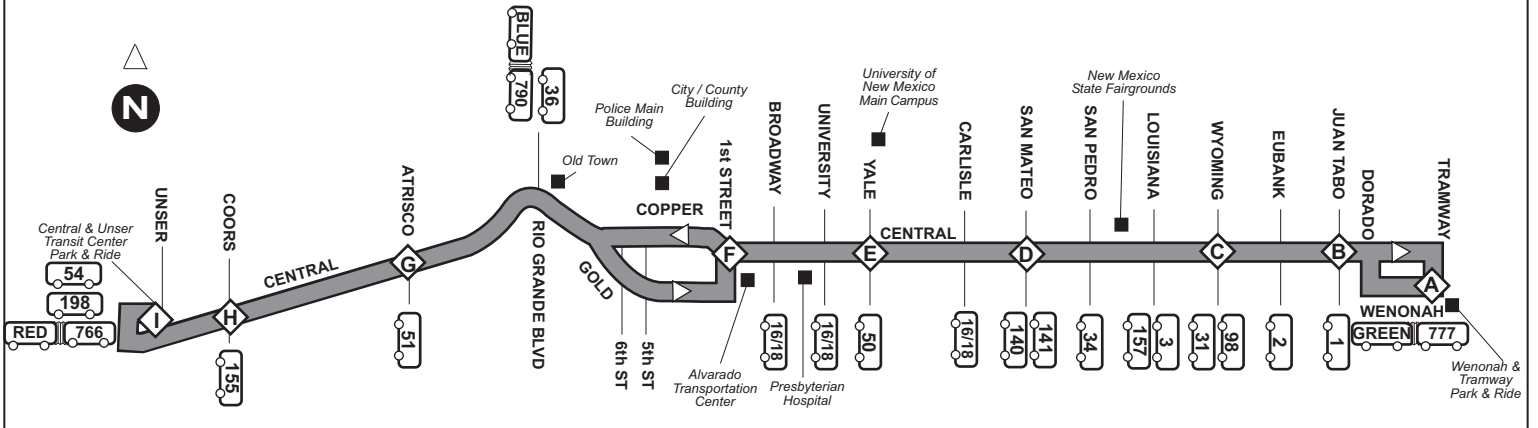 N
BLUE
790
36
Police Main
Building
City / County
Building
Old Town
University of
New Mexico
Main Campus
New Mexico
State Fairgrounds
UNSER
COORS
ATRISCO
RIO GRANDE BLVD
1st STREET
BROADWAY
UNIVERSITY
YALE
CARLISLE
SAN MATEO
SAN PEDRO
LOUISIANA
WYOMING
EUBANK
JUAN TABO
DORADO
TRAMWAY
Central & Unser
Transit Center
Park & Ride
54
198
RED
766
CENTRAL
COPPER
GOLD
CENTRAL
I
H
G
F
E
D
C
B
A
WENONAH
155
51
6th ST
5th ST
Alvarado
Transportation
Center
Presbyterian
Hospital
16/18
16/18
50
16/18
140
141
34
157
3
31
98
2
1
GREEN
777
Wenonah &
Tramway
Park & Ride